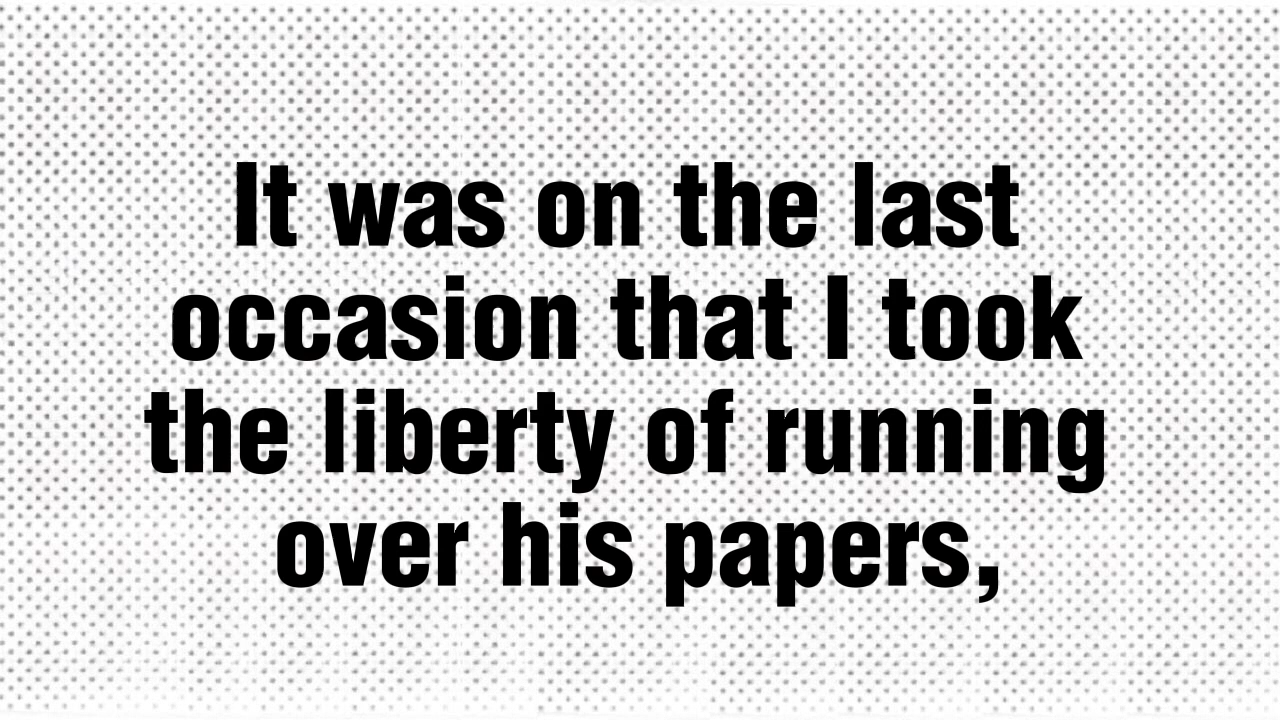 It was on the last
occasion that I took
the liberty of running
over his papers,